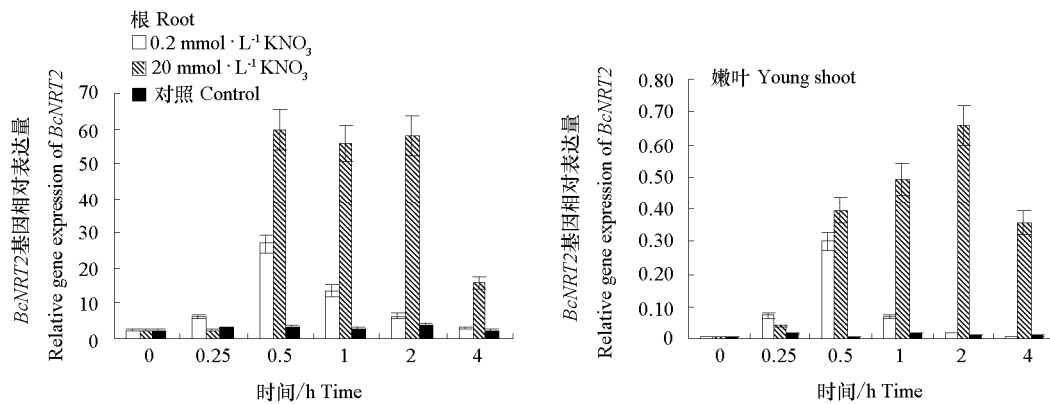 根 Root
0.2 mmol · L⁻¹ KNO₃
20 mmol · L⁻¹ KNO₃
对照 Control
BcNRT2基因相对表达量
Relative gene expression of BcNRT2
70
60
50
40
30
20
10
0
0 0.25 0.5 1 2 4
时间/h Time
嫩叶 Young shoot
BcNRT2基因相对表达量
Relative gene expression of BcNRT2
0.80
0.70
0.60
0.50
0.40
0.30
0.20
0.10
0
0 0.25 0.5 1 2 4
时间/h Time